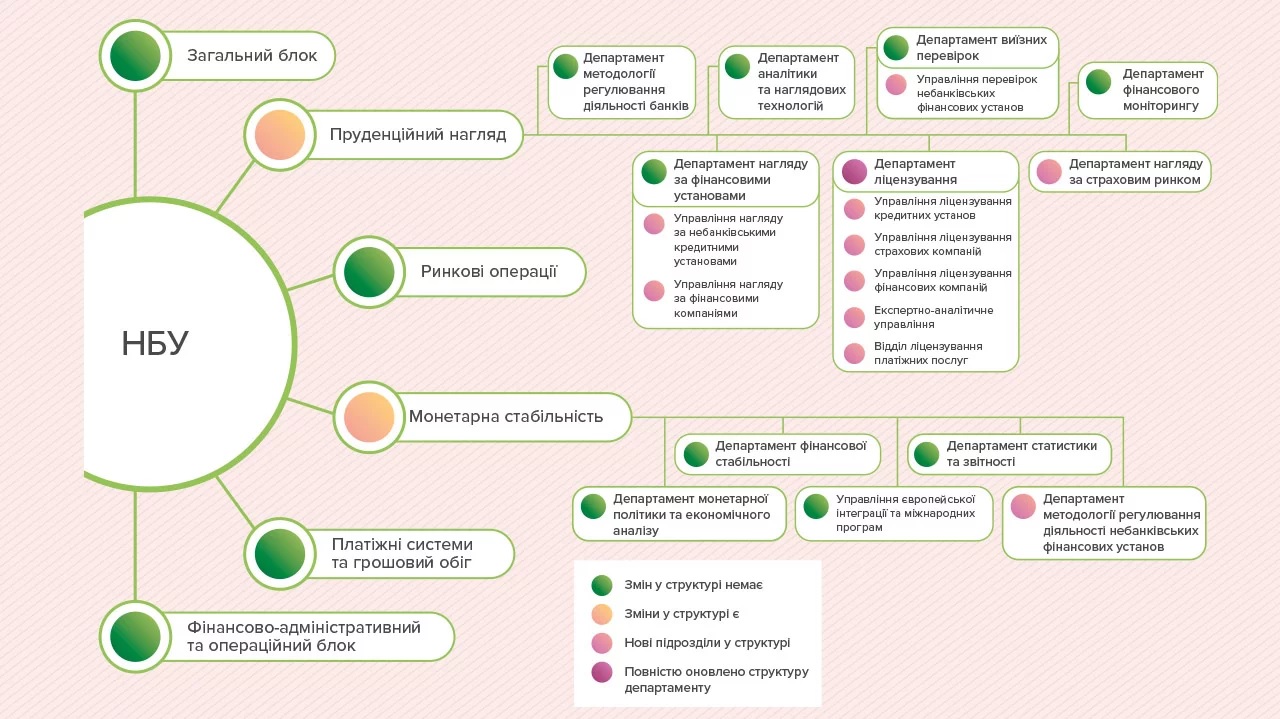 Загальний блок
Пруденційний нагляд
Департамент
методології
регулювання
діяльності банків
Департамент
аналітики
та наглядових
технологій
Департамент виїзних
перевірок
Управління перевірок
небанківських
фінансових установ
Департамент
фінансового
моніторингу
Департамент нагляду
за фінансовими
установами
Управління нагляду
за небанківськими
кредитними
установами
Управління нагляду
за фінансовими
компаніями
Департамент
ліцензування
Управління ліцензування
кредитних установ
Управління ліцензування
страхових компаній
Управління ліцензування
фінансових компаній
Експертно-аналітичне
управління
Відділ ліцензування
платіжних послуг
Департамент нагляду
за страховим ринком
Ринкові операції
НБУ
Монетарна стабільність
Департамент фінансової
стабільності
Департамент статистики
та звітності
Департамент монетарної
політики та економічного
аналізу
Управління європейської
інтеграції та міжнародних
програм
Департамент
методології регулювання
діяльності небанківських
фінансових установ
Платіжні системи
та грошовий обіг
Фінансово-адміністративний
та операційний блок
Змін у структурі немає
Зміни у структурі є
Нові підрозділи у структурі
Повністю оновлено структуру
департаменту